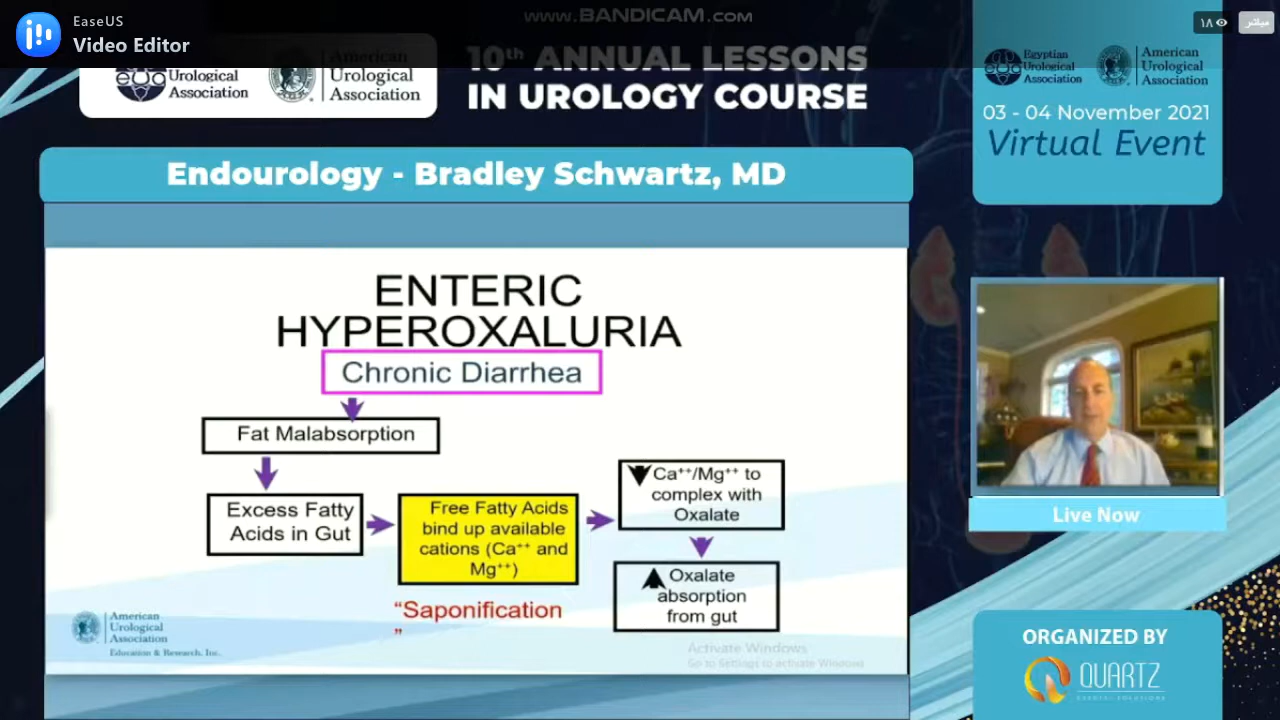 EaseUS
Video Editor
www.BANDICAM.com
١٨
مباشر
Urological
Association
American
Urological
Association
10th ANNUAL LESSONS
IN UROLOGY COURSE
Egyptian
Urological
Association
American
Urological
Association
03 - 04 November 2021
Virtual Event
Endourology - Bradley Schwartz, MD
ENTERIC
HYPEROXALURIA
Chronic Diarrhea
Fat Malabsorption
Excess Fatty
Acids in Gut
Free Fatty Acids
bind up available
cations (Ca++ and
Mg++)
“Saponification
”
Ca++/Mg++ to
complex with
Oxalate
Oxalate
absorption
from gut
American
Urological
Association
Education & Research, Inc.
Activate Windows
Go to Settings to activate Windows
Live Now
ORGANIZED BY
QUARTZ